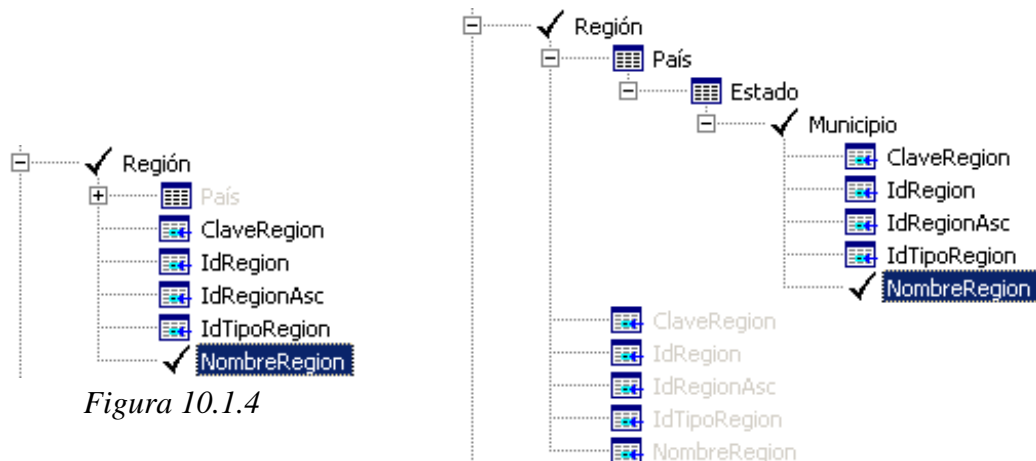 Región
País
ClaveRegion
IdRegion
IdRegionAsc
IdTipoRegion
NombreRegion
Figura 10.1.4
Región
País
Estado
Municipio
ClaveRegion
IdRegion
IdRegionAsc
IdTipoRegion
NombreRegion
ClaveRegion
IdRegion
IdRegionAsc
IdTipoRegion
NombreRegion